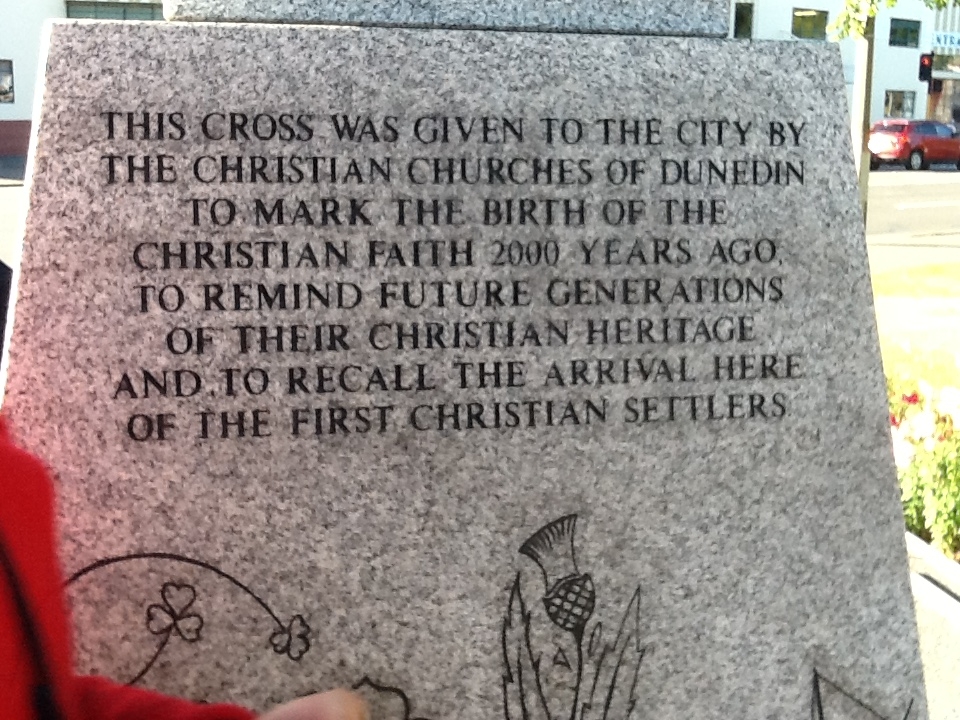 THIS CROSS WAS GIVEN TO THE CITY BY
THE CHRISTIAN CHURCHES OF DUNEDIN
TO MARK THE BIRTH OF THE
CHRISTIAN FAITH 2000 YEARS AGO,
TO REMIND FUTURE GENERATIONS
OF THEIR CHRISTIAN HERITAGE
AND TO RECALL THE ARRIVAL HERE
OF THE FIRST CHRISTIAN SETTLERS